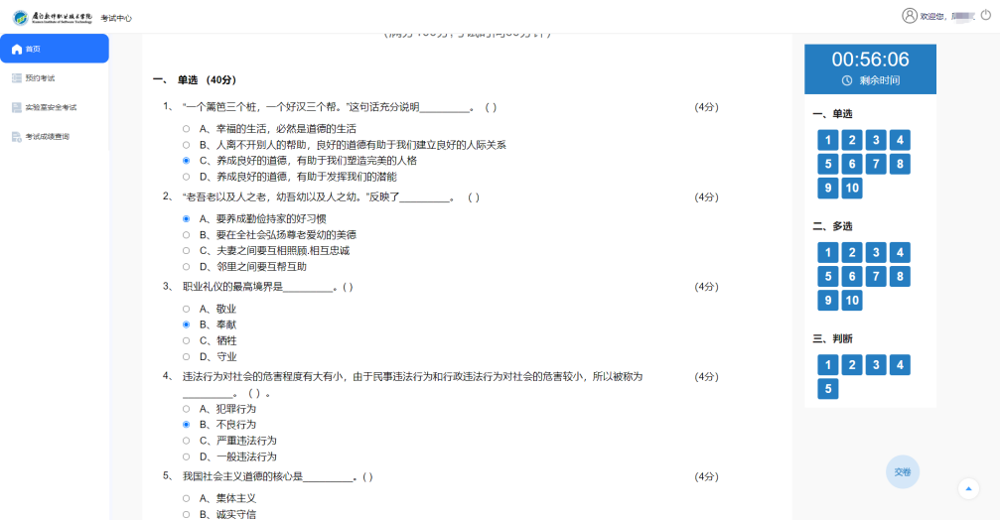 厦门软件职业技术学院
考试中心
欢迎您，
首页
预约考试
实验室安全考试
考试成绩查询
一、 单选 （40分）
1、 “一个篱笆三个桩，一个好汉三个帮。”这句话充分说明_________。（ ） （4分）
A、幸福的生活，必然是道德的生活
B、人离不开别人的帮助，良好的道德有助于我们建立良好的人际关系
C、养成良好的道德，有助于我们塑造完美的人格
D、养成良好的道德，有助于发挥我们的潜能
2、 “老吾老以及人之老，幼吾幼以及人之幼。”反映了_________。 （ ） （4分）
A、要养成勤俭持家的好习惯
B、要在全社会弘扬尊老爱幼的美德
C、夫妻之间要互相照顾.相互忠诚
D、邻里之间要互帮互助
3、 职业礼仪的最高境界是_________。( ) （4分）
A、敬业
B、奉献
C、牺牲
D、守业
4、 违法行为对社会的危害程度有大有小，由于民事违法行为和行政违法行为对社会的危害较小，所以被称为 （4分）
_________。（ ）。
A、犯罪行为
B、不良行为
C、严重违法行为
D、一般违法行为
5、 我国社会主义道德的核心是_________。( ) （4分）
A、集体主义
B、诚实守信
00:56:06
剩余时间
一、单选
1 2 3 4
5 6 7 8
9 10
二、多选
1 2 3 4
5 6 7 8
9 10
三、判断
1 2 3 4
5
交卷